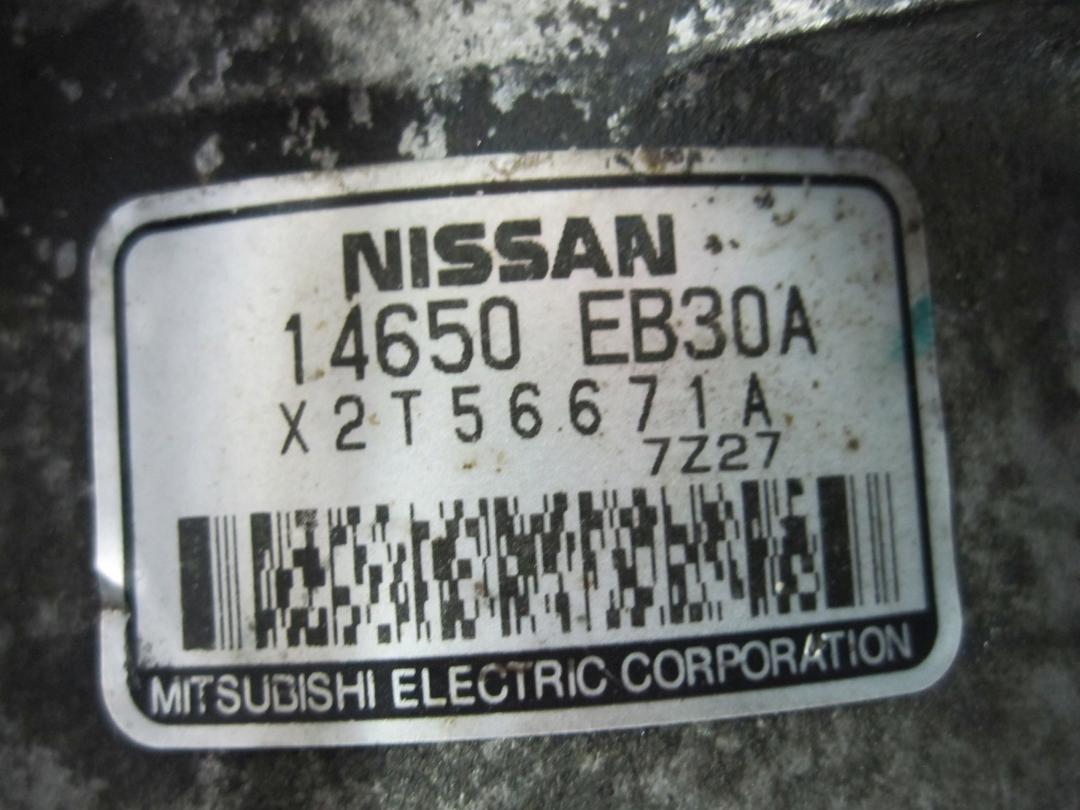 NISSAN
14650 EB30A
X2T56671A
7Z27
MITSUBISHI ELECTRIC CORPORATION